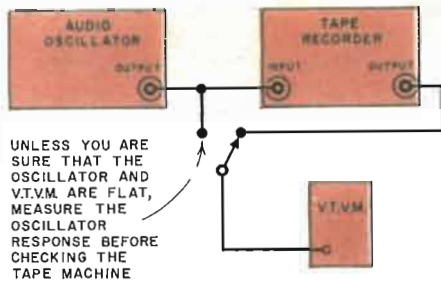 AUDIO
OSCILLATOR
OUTPUT
TAPE
RECORDER
INPUT
OUTPUT
UNLESS YOU ARE
SURE THAT THE
OSCILLATOR AND
V.T.V.M. ARE FLAT,
MEASURE THE
OSCILLATOR
RESPONSE BEFORE
CHECKING THE
TAPE MACHINE
V.T.V.M.